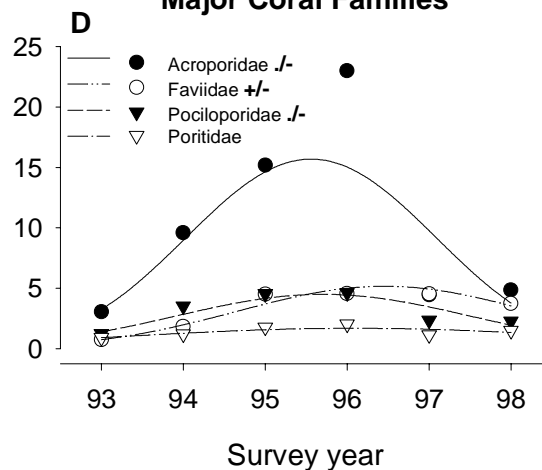 Major Coral Families
D
25
20
15
10
5
0
Acroporidae ./-
Faviidae +/-
Pociloporidae ./-
Poritidae
93 94 95 96 97 98
Survey year